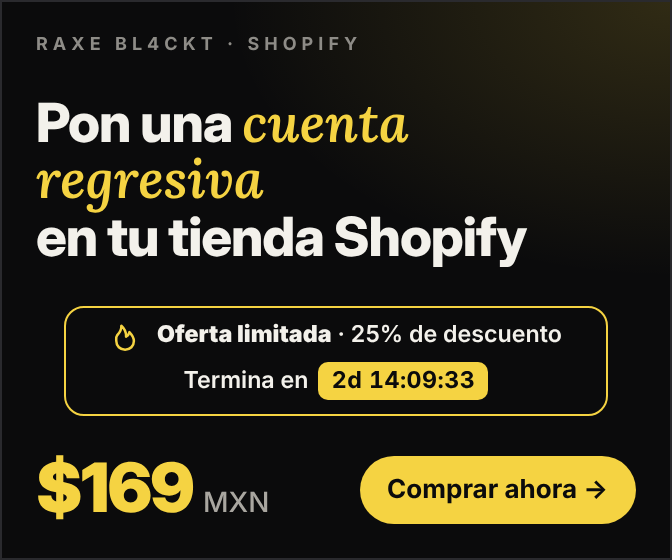 RAXE BL4CKT · SHOPIFY
Pon una cuenta
regresiva
en tu tienda Shopify
Oferta limitada · 25% de descuento
Termina en 2d 14:09:33
$169 MXN
Comprar ahora →